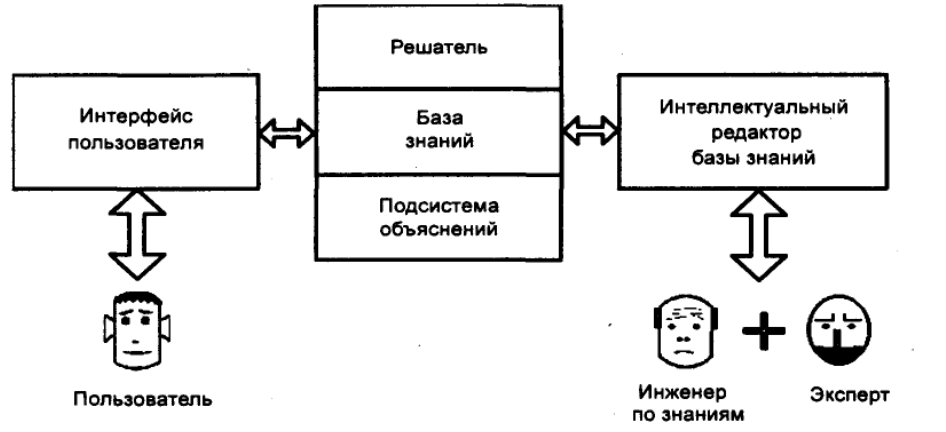 Решатель
Интерфейс
пользователя
База
знаний
Подсистема
объяснений
Интеллектуальный
редактор
базы знаний
Пользователь
Инженер
по знаниям
Эксперт